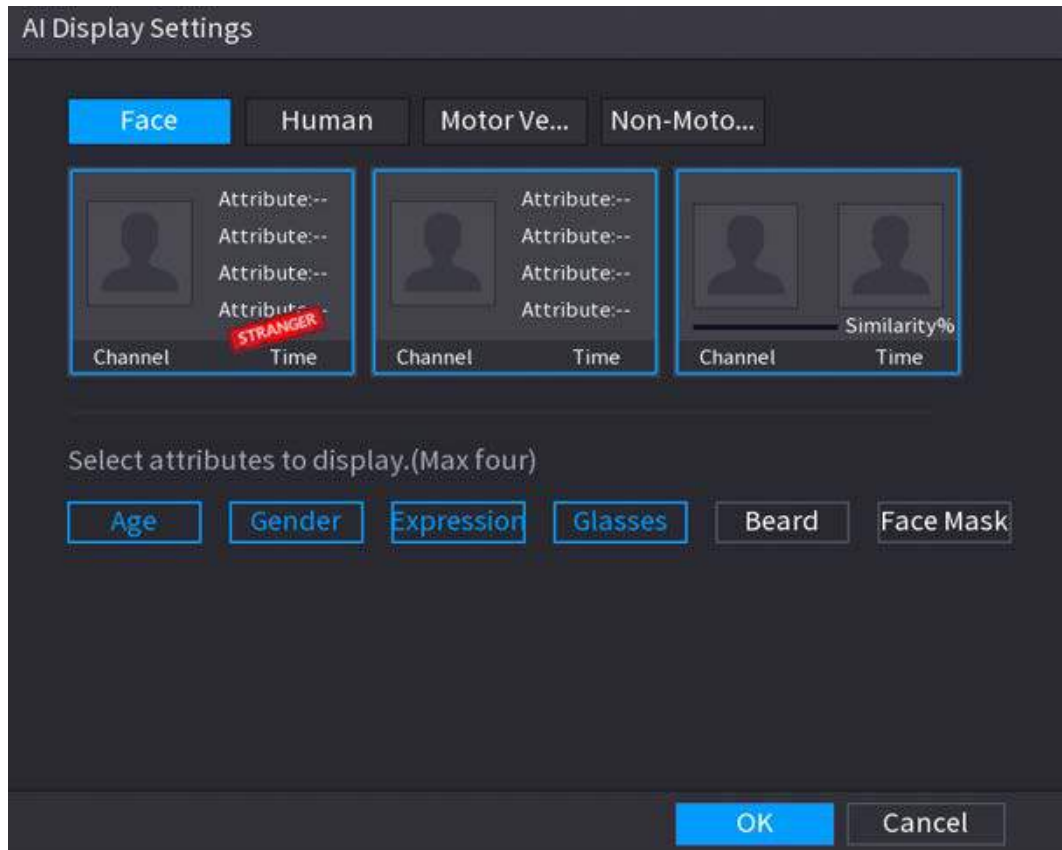 AI Display Settings
Face Human Motor Ve... Non-Moto...
Attribute:-- Attribute:--
Attribute:-- Attribute:--
Attribute:-- Attribute:--
Attribute:-- Attribute:--
STRANGER Similarity%
Channel Time Channel Time Channel Time
Select attributes to display.(Max four)
Age Gender Expression Glasses Beard Face Mask
OK Cancel